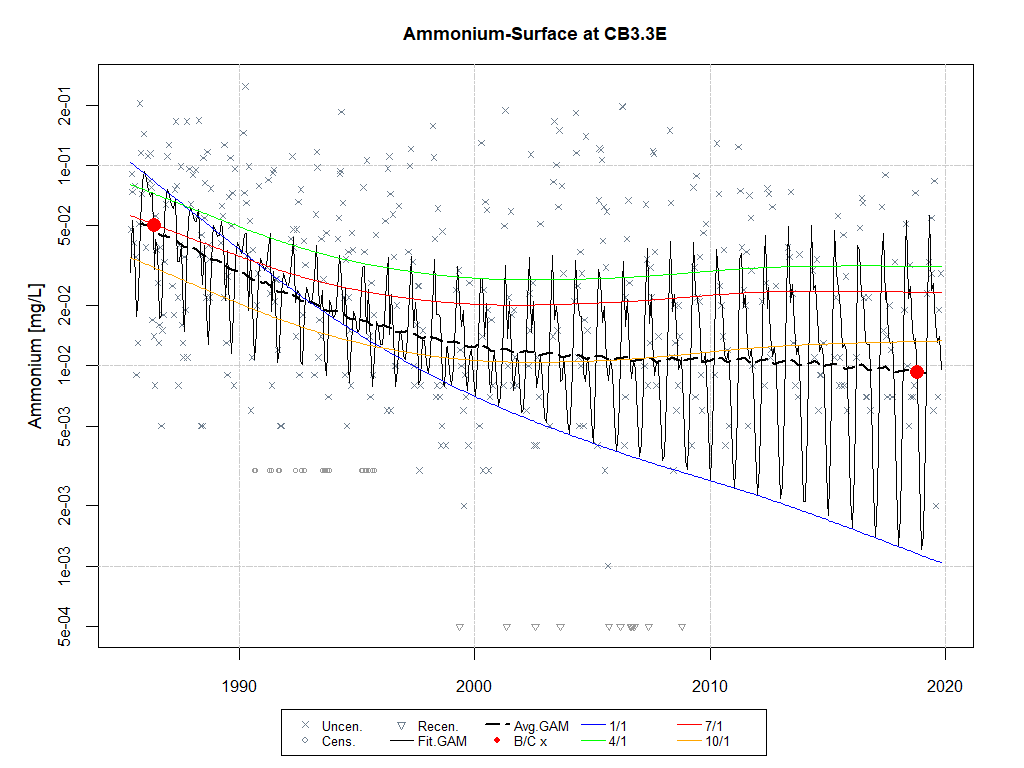 Ammonium-Surface at CB3.3E
Ammonium [mg/L]
2e-01
1e-01
5e-02
2e-02
1e-02
5e-03
2e-03
1e-03
5e-04
1990 2000 2010 2020
Uncen. Recen. Avg.GAM 1/1 7/1
Cens. Fit.GAM B/C x 4/1 10/1